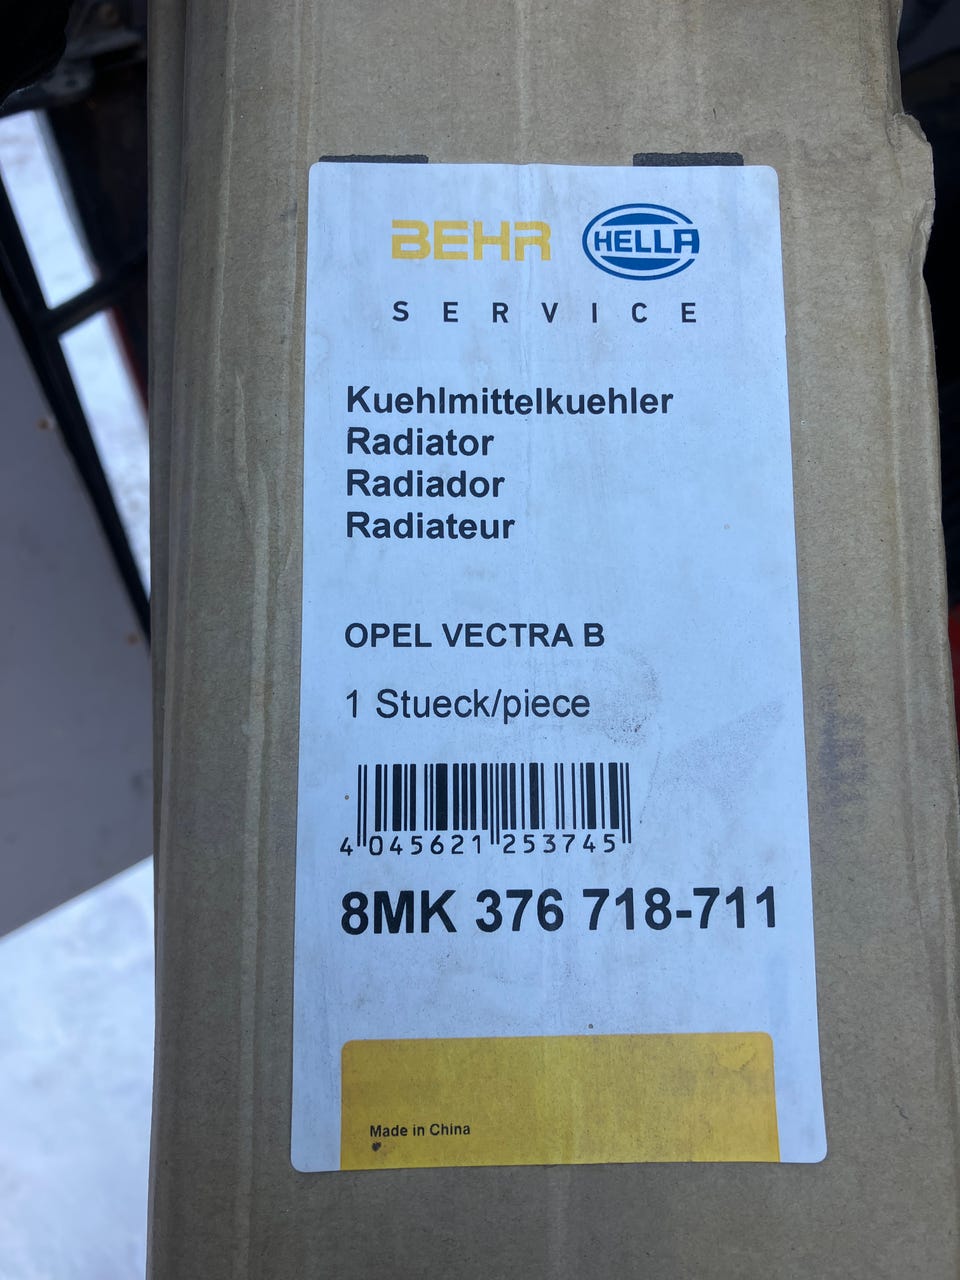 BEHR HELLA
SERVICE
Kuehlmittelkuehler
Radiator
Radiador
Radiateur
OPEL VECTRA B
1 Stueck/piece
4 045621 253745
8MK 376 718-711
Made in China